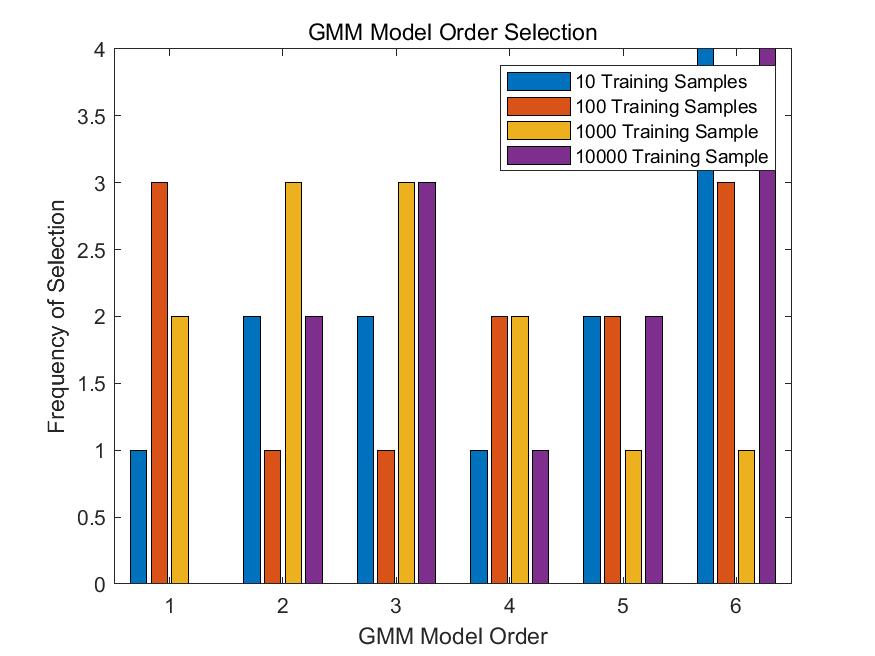 GMM Model Order Selection
4
3.5
3
2.5
2
1.5
1
0.5
0
Frequency of Selection
10 Training Samples
100 Training Samples
1000 Training Sample
10000 Training Sample
1 2 3 4 5 6
GMM Model Order